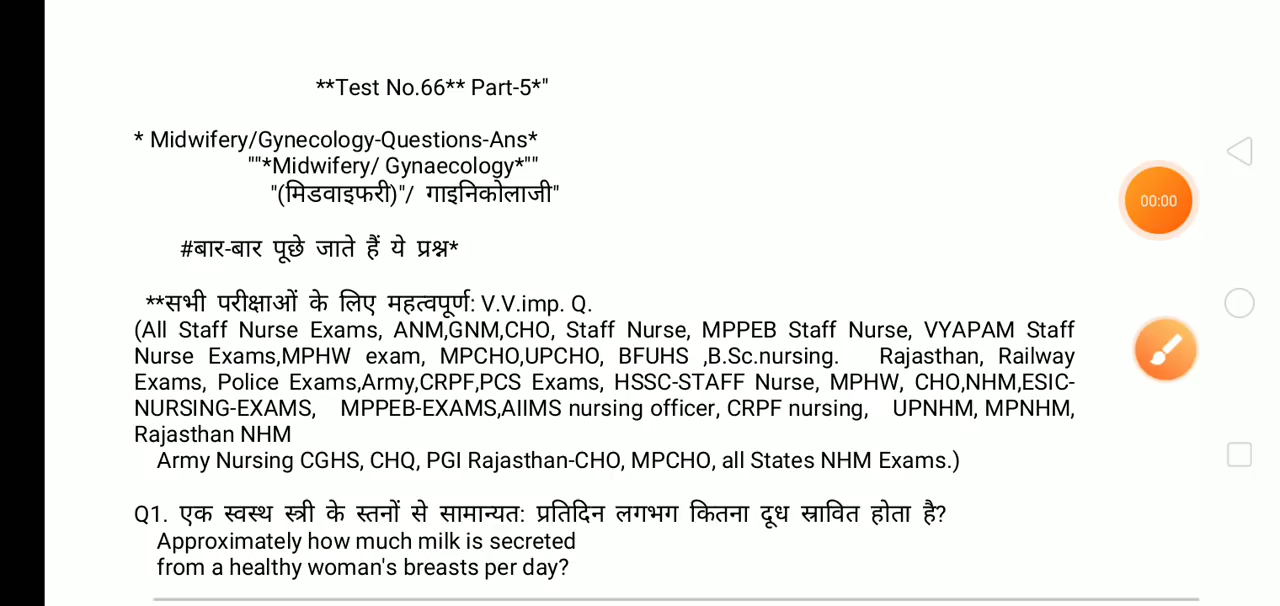 **Test No.66** Part-5*"
* Midwifery/Gynecology-Questions-Ans*
""*Midwifery/ Gynaecology*""
"(मिडवाइफरी)"/ गाइनिकोलाजी"
#बार-बार पूछे जाते हैं ये प्रश्न*
**सभी परीक्षाओं के लिए महत्वपूर्ण: V.V.imp. Q.
(All Staff Nurse Exams, ANM,GNM,CHO, Staff Nurse, MPPEB Staff Nurse, VYAPAM Staff
Nurse Exams,MPHW exam, MPCHO,UPCHO, BFUHS ,B.Sc.nursing. Rajasthan, Railway
Exams, Police Exams,Army,CRPF,PCS Exams, HSSC-STAFF Nurse, MPHW, CHO,NHM,ESIC-
NURSING-EXAMS, MPPEB-EXAMS,AIIMS nursing officer, CRPF nursing, UPNHM, MPNHM,
Rajasthan NHM
Army Nursing CGHS, CHQ, PGI Rajasthan-CHO, MPCHO, all States NHM Exams.)
Q1. एक स्वस्थ स्त्री के स्तनों से सामान्यत: प्रतिदिन लगभग कितना दूध स्रावित होता है?
Approximately how much milk is secreted
from a healthy woman's breasts per day?
00:00